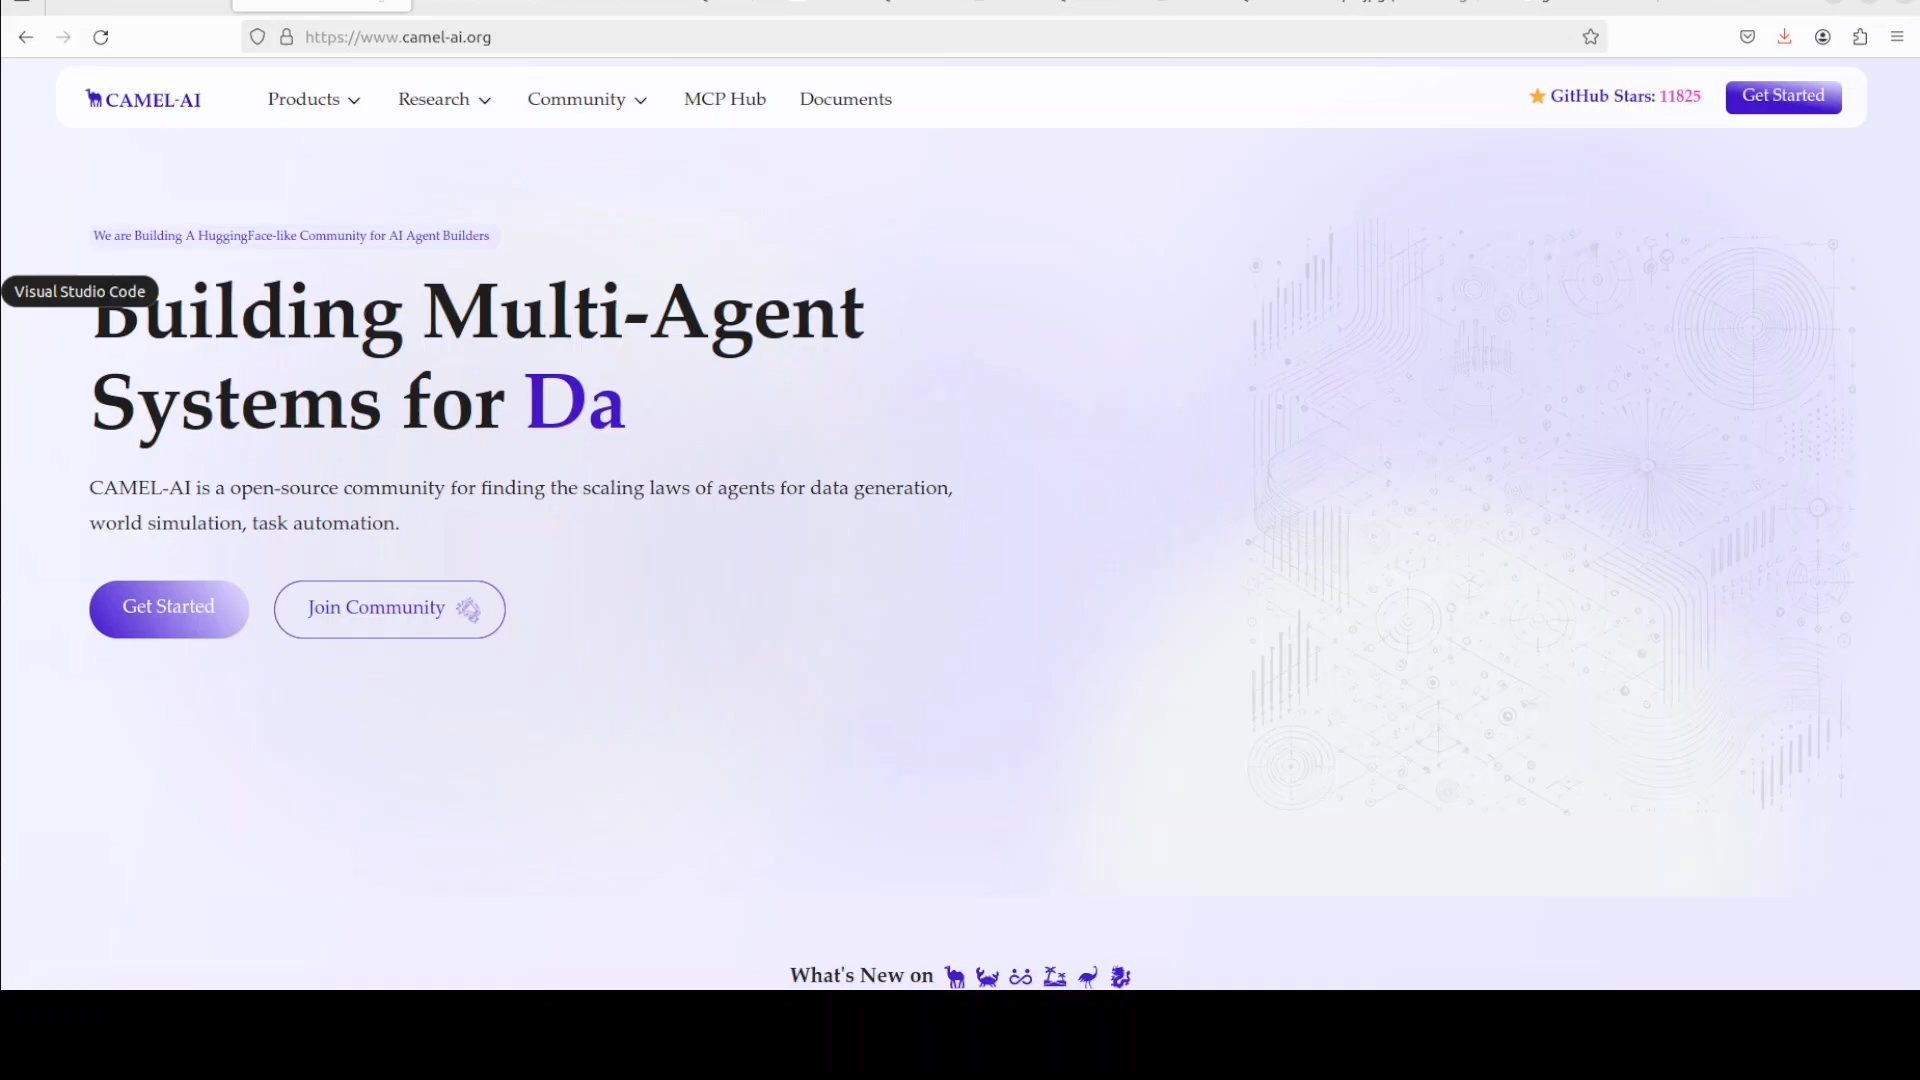 https://www.camel-ai.org
CAMEL-AI
Products
Research
Community
MCP Hub
Documents
GitHub Stars: 11825
Get Started
We are Building A HuggingFace-like Community for AI Agent Builders
Visual Studio Code
Building Multi-Agent
Systems for Da
CAMEL-AI is a open-source community for finding the scaling laws of agents for data generation,
world simulation, task automation.
Get Started
Join Community
What's New on